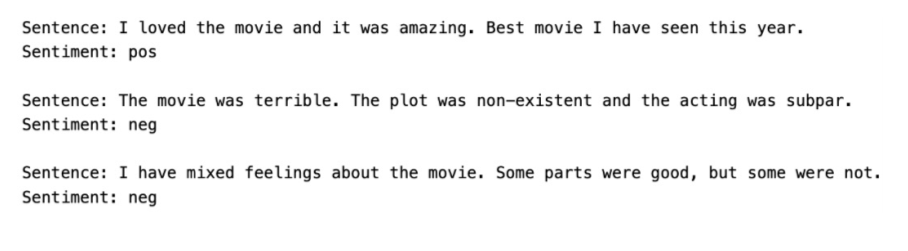 Sentence: I loved the movie and it was amazing. Best movie I have seen this year.
Sentiment: pos
Sentence: The movie was terrible. The plot was non-existent and the acting was subpar.
Sentiment: neg
Sentence: I have mixed feelings about the movie. Some parts were good, but some were not.
Sentiment: neg